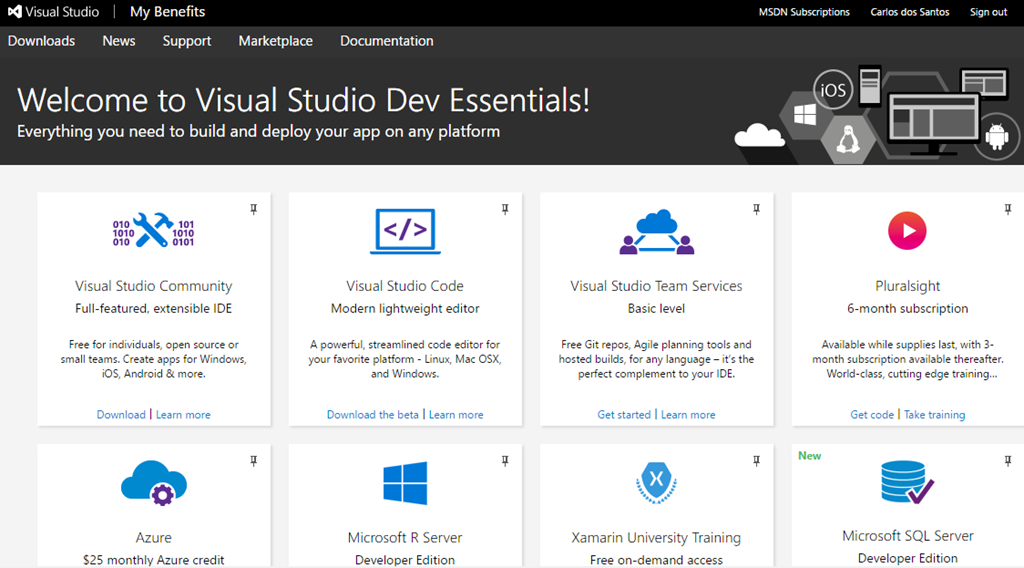 Visual Studio | My Benefits
MSDN Subscriptions Carlos dos Santos Sign out
Downloads News Support Marketplace Documentation
Welcome to Visual Studio Dev Essentials!
Everything you need to build and deploy your app on any platform
iOS
010 101
1010 1010
010 0101
Visual Studio Community
Full-featured, extensible IDE
Free for individuals, open source or
small teams. Create apps for Windows,
iOS, Android & more.
Download | Learn more
</>
Visual Studio Code
Modern lightweight editor
A powerful, streamlined code editor for
your favorite platform - Linux, Mac OSX,
and Windows.
Download the beta | Learn more
Visual Studio Team Services
Basic level
Free Git repos, Agile planning tools and
hosted builds, for any language – it's the
perfect complement to your IDE.
Get started | Learn more
Pluralsight
6-month subscription
Available while supplies last, with 3-
month subscription available thereafter.
World-class, cutting edge training...
Get code | Take training
Azure
$25 monthly Azure credit
Microsoft R Server
Developer Edition
X
Xamarin University Training
Free on-demand access
New
Microsoft SQL Server
Developer Edition